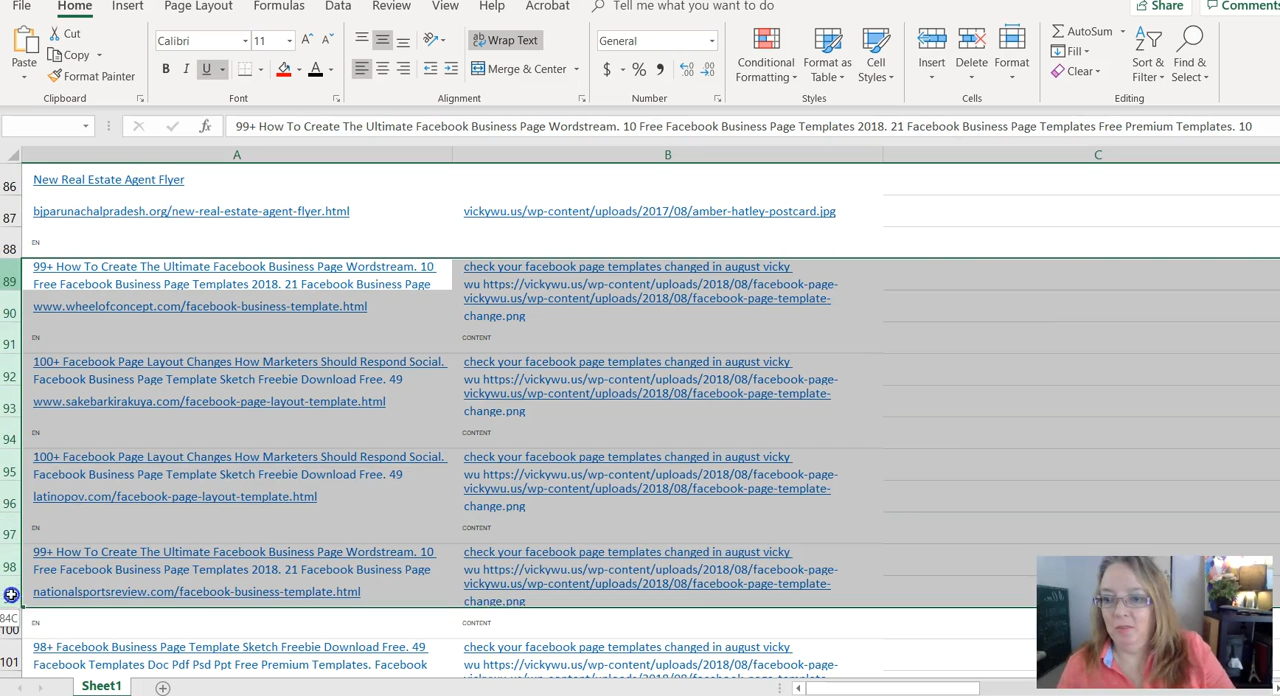 File Home Insert Page Layout Formulas Data Review View Help Acrobat Tell me what you want to do Share Comments
Cut
Copy
Format Painter
Paste
Clipboard
Calibri 11
B I U
Font
Wrap Text
Merge & Center
Alignment
General
$ % ,
Number
Conditional Formatting
Format as Table
Cell Styles
Styles
Insert Delete Format
Cells
AutoSum
Fill
Clear
Sort & Filter
Find & Select
Editing
fx 99+ How To Create The Ultimate Facebook Business Page Wordstream. 10 Free Facebook Business Page Templates 2018. 21 Facebook Business Page Templates Free Premium Templates. 10
A B C
86 New Real Estate Agent Flyer
87 bjparunachalpradesh.org/new-real-estate-agent-flyer.html vickywu.us/wp-content/uploads/2017/08/amber-hatley-postcard.jpg
88 EN
89 99+ How To Create The Ultimate Facebook Business Page Wordstream. 10 check your facebook page templates changed in august vicky
Free Facebook Business Page Templates 2018. 21 Facebook Business Page wu https://vickywu.us/wp-content/uploads/2018/08/facebook-page-
90 www.wheelofconcept.com/facebook-business-template.html vickywu.us/wp-content/uploads/2018/08/facebook-page-template-
change.png
91 EN CONTENT
92 100+ Facebook Page Layout Changes How Marketers Should Respond Social. check your facebook page templates changed in august vicky
Facebook Business Page Template Sketch Freebie Download Free. 49 wu https://vickywu.us/wp-content/uploads/2018/08/facebook-page-
93 www.sakebarkirakuya.com/facebook-page-layout-template.html vickywu.us/wp-content/uploads/2018/08/facebook-page-template-
change.png
94 EN CONTENT
95 100+ Facebook Page Layout Changes How Marketers Should Respond Social. check your facebook page templates changed in august vicky
Facebook Business Page Template Sketch Freebie Download Free. 49 wu https://vickywu.us/wp-content/uploads/2018/08/facebook-page-
96 latinopov.com/facebook-page-layout-template.html vickywu.us/wp-content/uploads/2018/08/facebook-page-template-
change.png
97 EN CONTENT
98 99+ How To Create The Ultimate Facebook Business Page Wordstream. 10 check your facebook page templates changed in august vicky
Free Facebook Business Page Templates 2018. 21 Facebook Business Page wu https://vickywu.us/wp-content/uploads/2018/08/facebook-page-
nationalsportsreview.com/facebook-business-template.html vickywu.us/wp-content/uploads/2018/08/facebook-page-template-
change.png
84C
100 EN CONTENT
101 98+ Facebook Business Page Template Sketch Freebie Download Free. 49 check your facebook page templates changed in august vicky
Facebook Templates Doc Pdf Psd Ppt Free Premium Templates. Facebook wu https://vickywu.us/wp-content/uploads/2018/08/facebook-page-
Sheet1